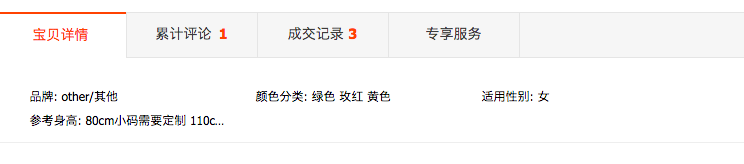 宝贝详情 累计评论 1 成交记录 3 专享服务
品牌: other/其他 颜色分类: 绿色 玫红 黄色 适用性别: 女
参考身高: 80cm小码需要定制 110c...